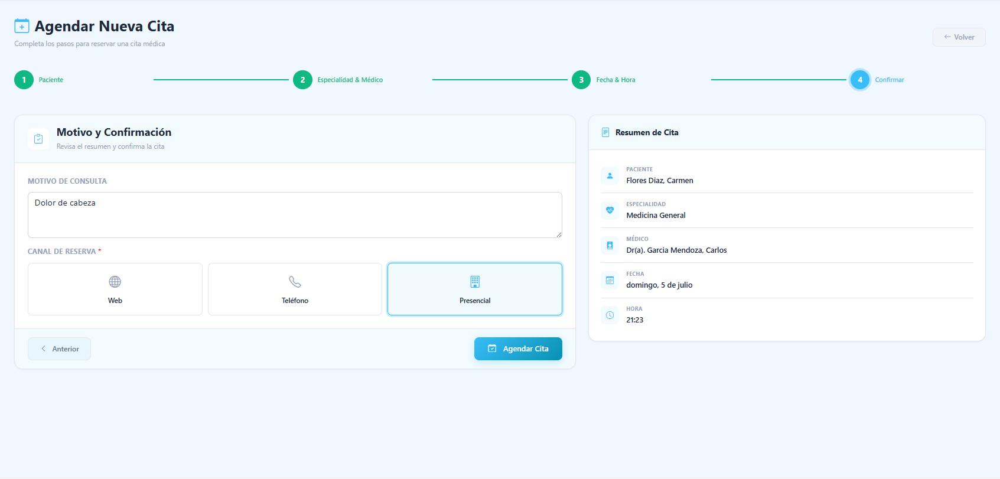 Agendar Nueva Cita
Completa los pasos para reservar una cita médica
← Volver
1 Paciente
2 Especialidad & Médico
3 Fecha & Hora
4 Confirmar
Motivo y Confirmación
Revisa el resumen y confirma la cita
MOTIVO DE CONSULTA
Dolor de cabeza
CANAL DE RESERVA *
Web
Teléfono
Presencial
Anterior
Agendar Cita
Resumen de Cita
PACIENTE
Flores Diaz, Carmen
ESPECIALIDAD
Medicina General
MÉDICO
Dr(a). Garcia Mendoza, Carlos
FECHA
domingo, 5 de julio
HORA
21:23